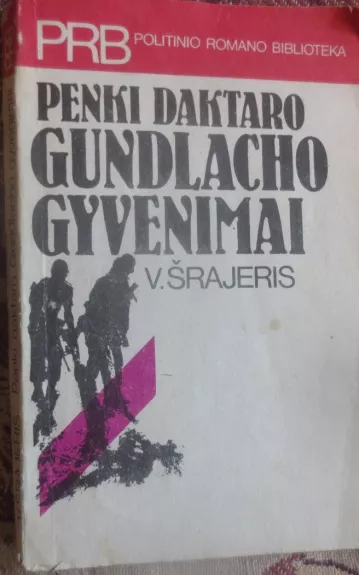 PRB POLITINIO ROMANO BIBLIOTEKA
PENKI DAKTARO
GUNDLACHO
GYVENIMAI
V. ŠRAJERIS